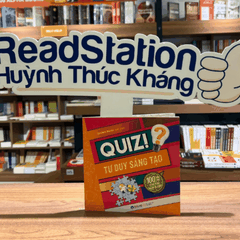 ReadStation
Huỳnh Thúc Kháng
QUIZ!
?
TƯ DUY SÁNG TẠO
100